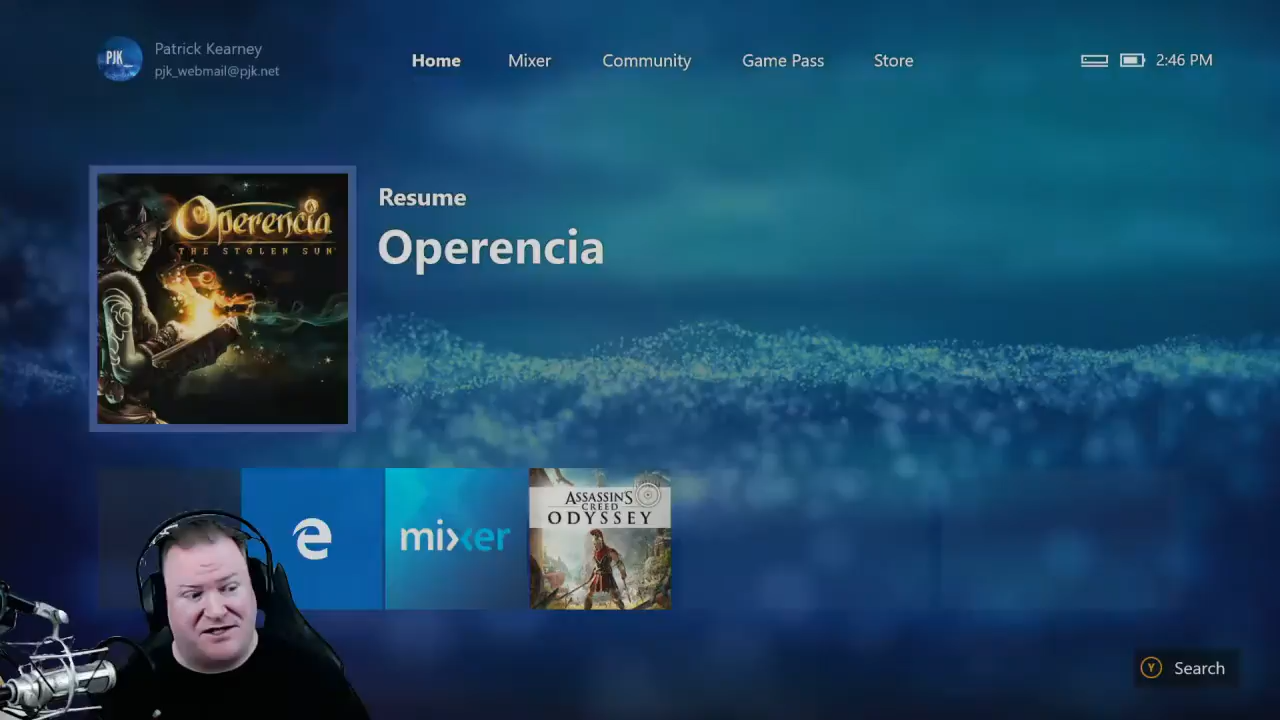 PJK_
Patrick Kearney
pjk_webmail@pjk.net
Home
Mixer
Community
Game Pass
Store
2:46 PM
Operencia
THE STOLEN SUN
Resume
Operencia
mixer
ASSASSIN'S
CREED
ODYSSEY
Y
Search